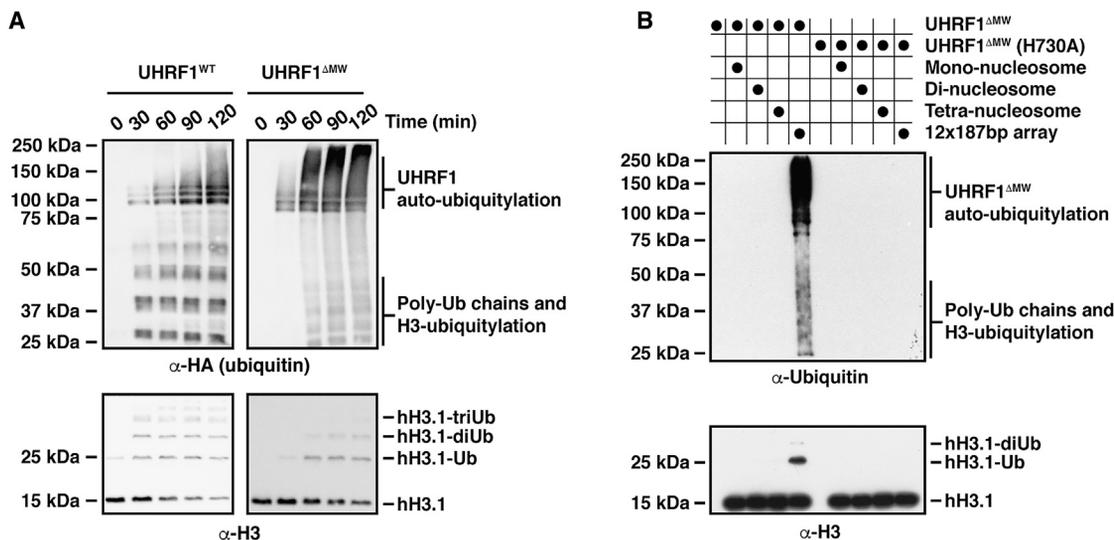 A
UHRF1WT UHRF1ΔMW
0 30 60 90 120 0 30 60 90 120 Time (min)
250 kDa
150 kDa
100 kDa
75 kDa
50 kDa
37 kDa
25 kDa
UHRF1
auto-ubiquitylation
Poly-Ub chains and
H3-ubiquitylation
α-HA (ubiquitin)
25 kDa
15 kDa
hH3.1-triUb
hH3.1-diUb
hH3.1-Ub
hH3.1
α-H3
B
UHRF1ΔMW
UHRF1ΔMW (H730A)
Mono-nucleosome
Di-nucleosome
Tetra-nucleosome
12x187bp array
250 kDa
150 kDa
100 kDa
75 kDa
50 kDa
37 kDa
25 kDa
UHRF1ΔMW
auto-ubiquitylation
Poly-Ub chains and
H3-ubiquitylation
α-Ubiquitin
25 kDa
15 kDa
hH3.1-diUb
hH3.1-Ub
hH3.1
α-H3